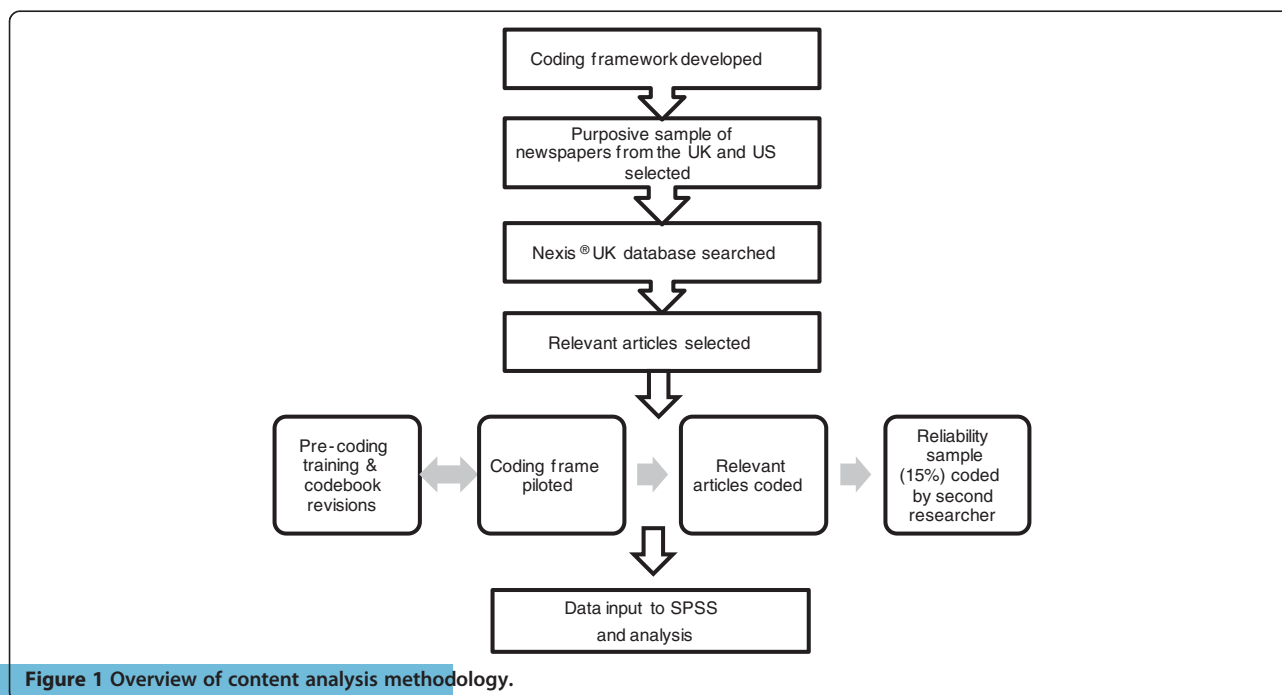 Coding framework developed
Purposive sample of
newspapers from the UK and US
selected
Nexis® UK database searched
Relevant articles selected
Pre-coding
training &
codebook
revisions
Coding frame
piloted
Relevant
articles coded
Reliability
sample
(15%) coded
by second
researcher
Data input to SPSS
and analysis
Figure 1 Overview of content analysis methodology.